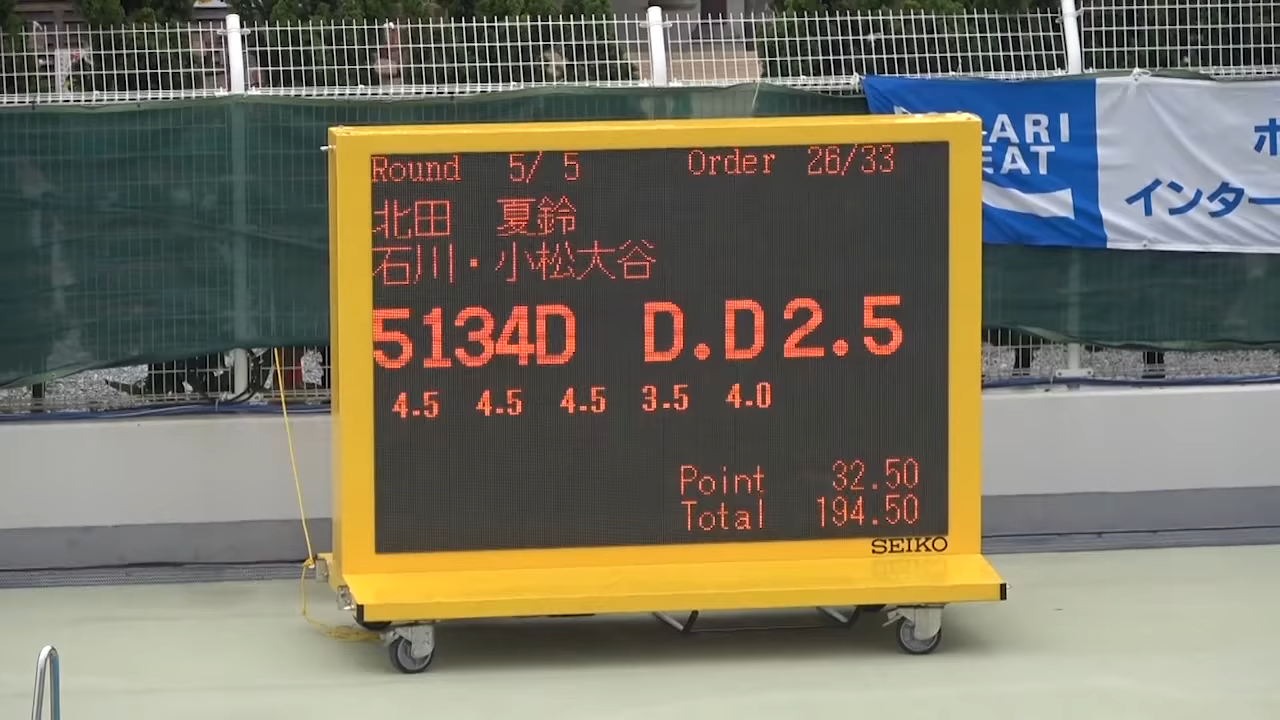 Round 5/ 5 Order 26/33
北田 夏鈴
石川・小松大谷
5134D D.D2.5
4.5 4.5 4.5 3.5 4.0
Point 32.50
Total 194.50
SEIKO
インター